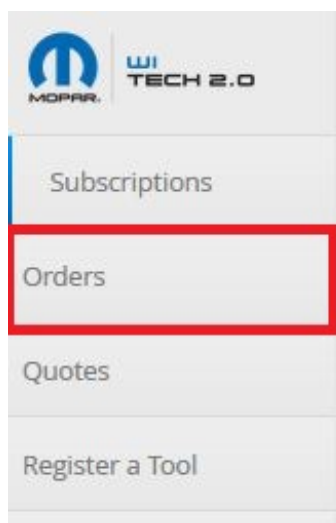 MOPAR.
WI
TECH 2.0
Subscriptions
Orders
Quotes
Register a Tool